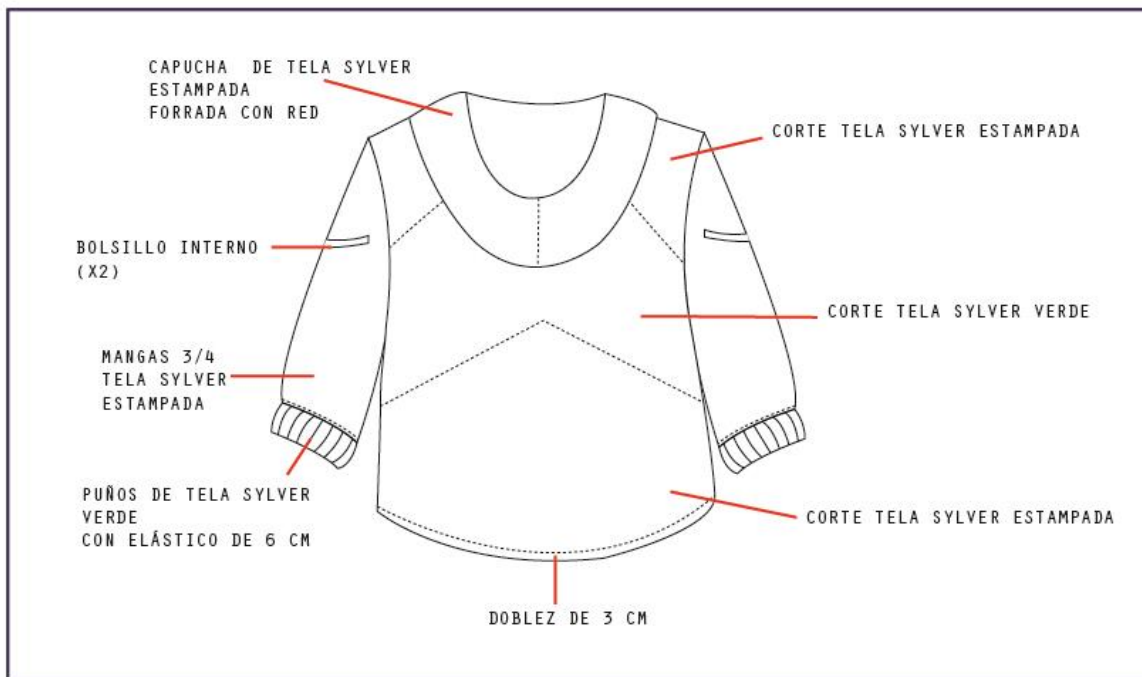 CAPUCHA DE TELA SYLVER
ESTAMPADA
FORRADA CON RED
CORTE TELA SYLVER ESTAMPADA
BOLSILLO INTERNO
(X2)
CORTE TELA SYLVER VERDE
MANGAS 3/4
TELA SYLVER
ESTAMPADA
PUÑOS DE TELA SYLVER
VERDE
CON ELÁSTICO DE 6 CM
CORTE TELA SYLVER ESTAMPADA
DOBLEZ DE 3 CM